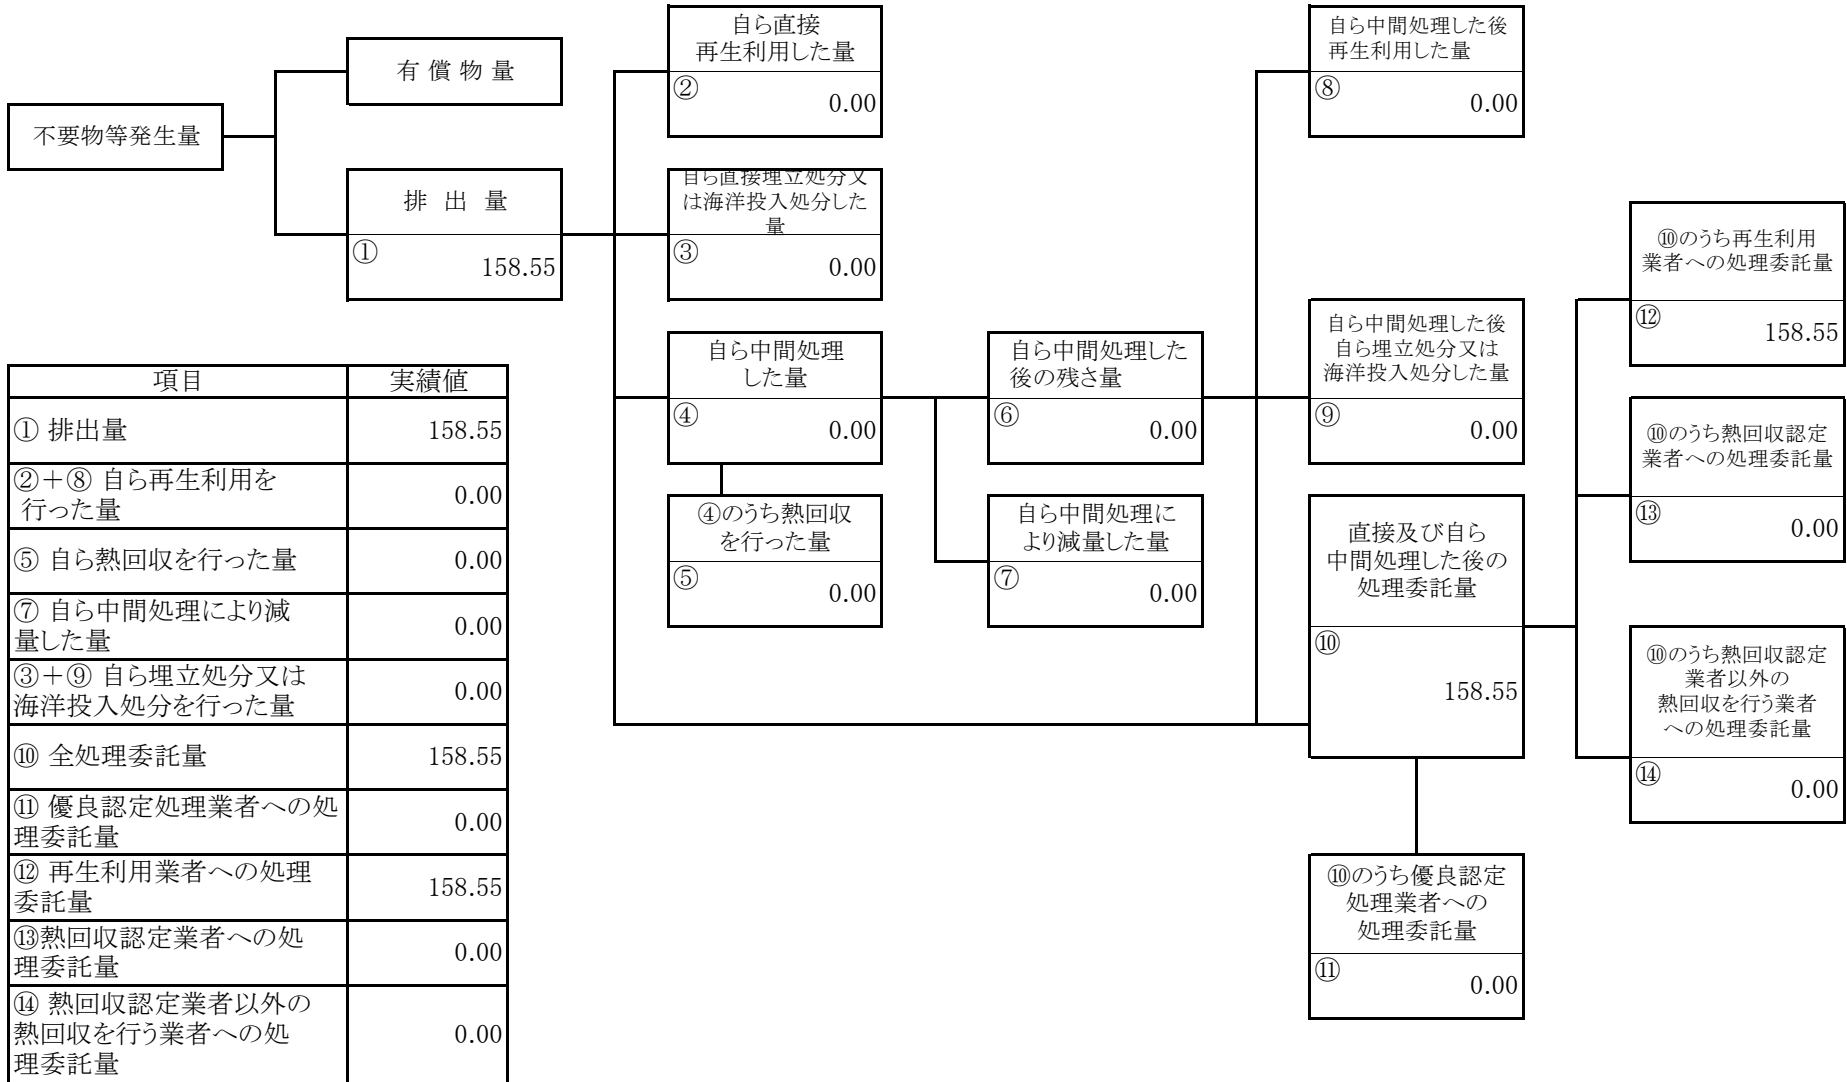 不要物等発生量
有 償 物 量
排 出 量
①
158.55
自ら直接
再生利用した量
②
0.00
自ら直接埋立処分又
は海洋投入処分した
量
③
0.00
自ら中間処理
した量
④
0.00
④のうち熱回収
を行った量
⑤
0.00
自ら中間処理した
後の残さ量
⑥
0.00
自ら中間処理に
より減量した量
⑦
0.00
自ら中間処理した後
再生利用した量
⑧
0.00
自ら中間処理した後
自ら埋立処分又は
海洋投入処分した量
⑨
0.00
直接及び自ら
中間処理した後の
処理委託量
⑩
158.55
⑩のうち優良認定
処理業者への
処理委託量
⑪
0.00
⑩のうち再生利用
業者への処理委託量
⑫
158.55
⑩のうち熱回収認定
業者への処理委託量
⑬
0.00
⑩のうち熱回収認定
業者以外の
熱回収を行う業者
への処理委託量
⑭
0.00
項目 実績値
① 排出量 158.55
②＋⑧ 自ら再生利用を
行った量
0.00
⑤ 自ら熱回収を行った量 0.00
⑦ 自ら中間処理により減
量した量
0.00
③＋⑨ 自ら埋立処分又は
海洋投入処分を行った量
0.00
⑩ 全処理委託量 158.55
⑪ 優良認定処理業者への処
理委託量
0.00
⑫ 再生利用業者への処理
委託量
158.55
⑬熱回収認定業者への処
理委託量
0.00
⑭ 熱回収認定業者以外の
熱回収を行う業者への処
理委託量
0.00